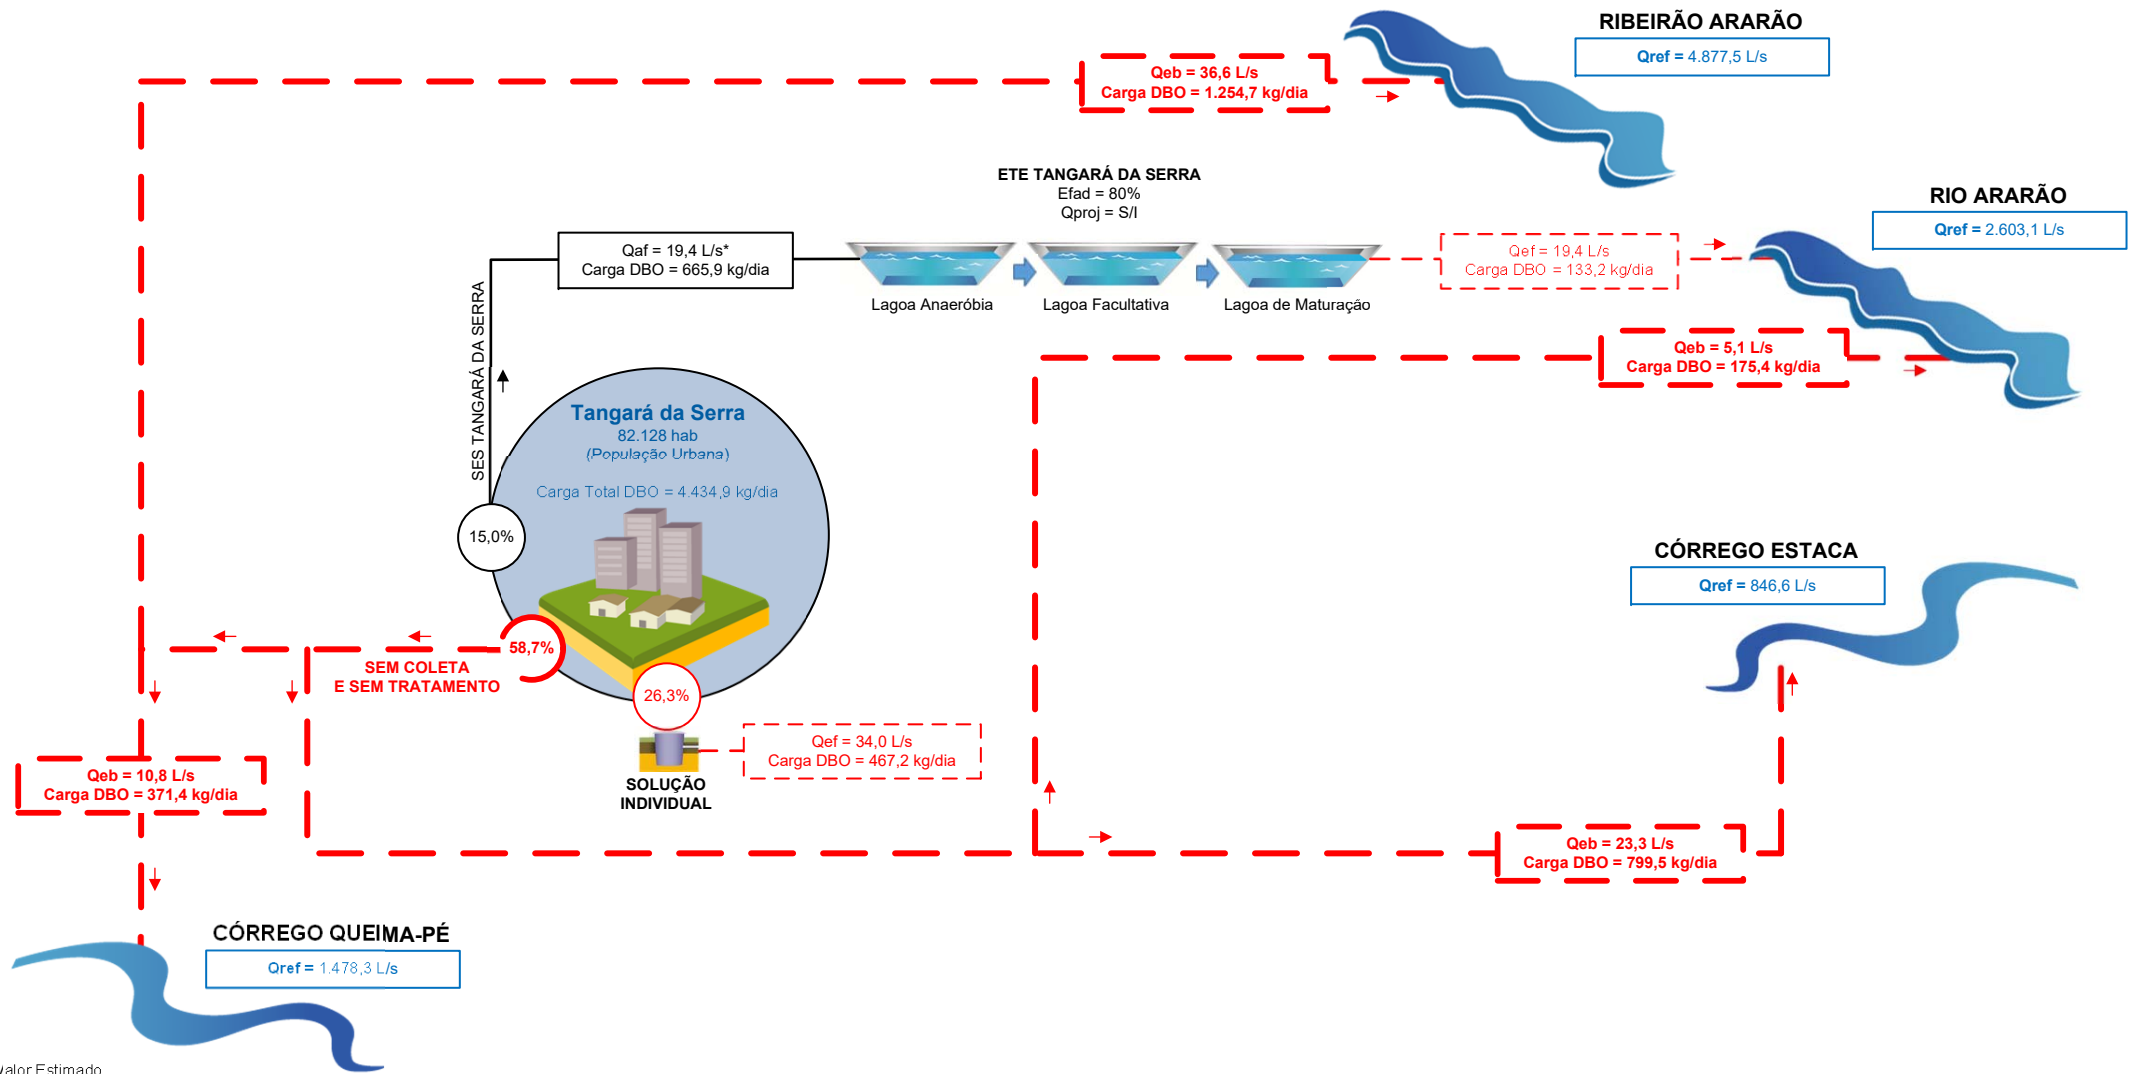 RIBEIRÃO ARARÃO
Qref = 4.877,5 L/s
Qeb = 36,6 L/s
Carga DBO = 1.254,7 kg/dia
ETE TANGARÁ DA SERRA
Efad = 80%
Qproj = S/I
RIO ARARÃO
Qref = 2.603,1 L/s
Qaf = 19,4 L/s*
Carga DBO = 665,9 kg/dia
Qef = 19,4 L/s
Carga DBO = 133,2 kg/dia
Lagoa Anaeróbia
Lagoa Facultativa
Lagoa de Maturação
SES TANGARÁ DA SERRA
Qeb = 5,1 L/s
Carga DBO = 175,4 kg/dia
Tangará da Serra
82.128 hab
(População Urbana)
Carga Total DBO = 4.434,9 kg/dia
15,0%
CÓRREGO ESTACA
Qref = 846,6 L/s
58,7%
SEM COLETA
E SEM TRATAMENTO
26,3%
Qef = 34,0 L/s
Carga DBO = 467,2 kg/dia
SOLUÇÃO
INDIVIDUAL
Qeb = 10,8 L/s
Carga DBO = 371,4 kg/dia
Qeb = 23,3 L/s
Carga DBO = 799,5 kg/dia
CÓRREGO QUEIMA-PÉ
Qref = 1.478,3 L/s
Valor Estimado